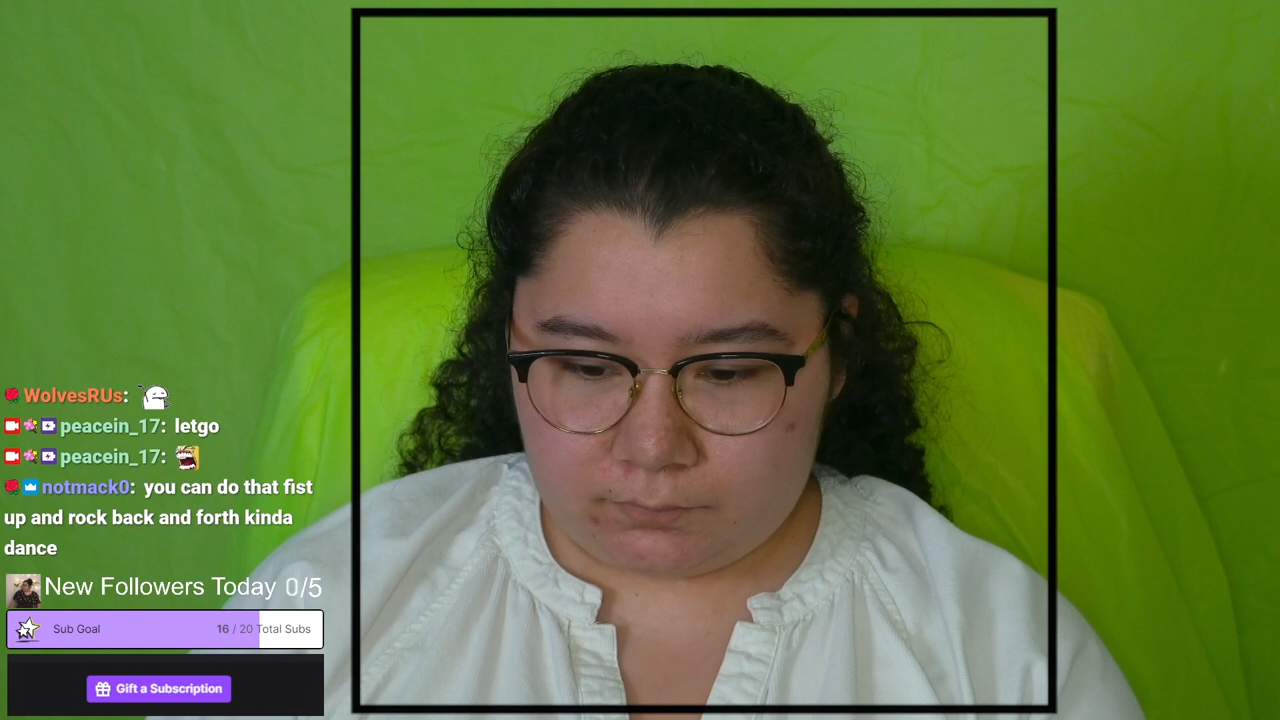 WolvesRUs:
peacein_17: letgo
peacein_17:
notmack0: you can do that fist
up and rock back and forth kinda
dance
New Followers Today 0/5
Sub Goal 16 / 20 Total Subs
Gift a Subscription